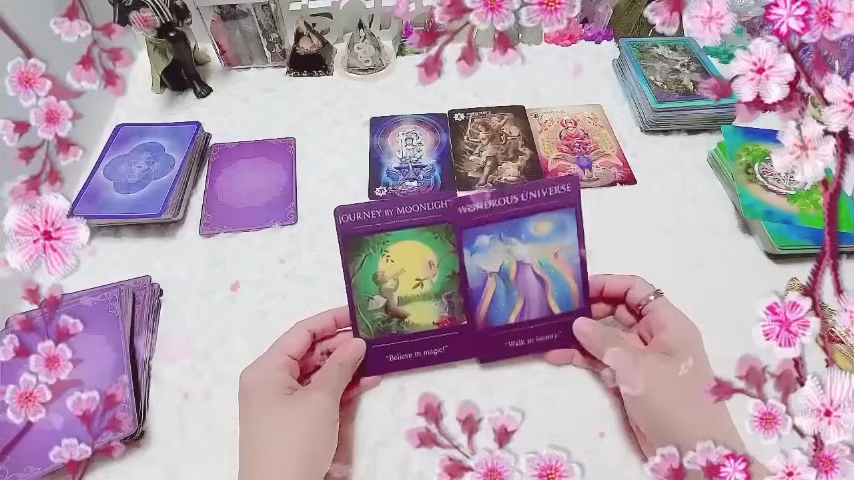 JOURNEY BY MOONLIGHT
WONDROUS UNIVERSE
"Believe in magic!"
"Walk in beauty."